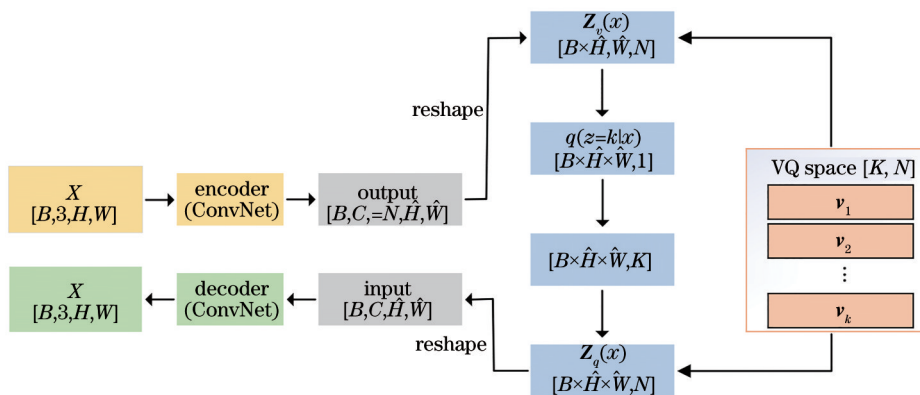 Z_v(x)
[B×Ĥ,Ŵ,N]
reshape
q(z=k|x)
[B×Ĥ×Ŵ,1]
X
[B,3,H,W]
encoder
(ConvNet)
output
[B,C,=N,Ĥ,Ŵ]
VQ space [K, N]
v_1
v_2
⋮
v_k
[B×Ĥ×Ŵ,K]
X
[B,3,H,W]
decoder
(ConvNet)
input
[B,C,Ĥ,Ŵ]
reshape
Z_q(x)
[B×Ĥ×Ŵ,N]